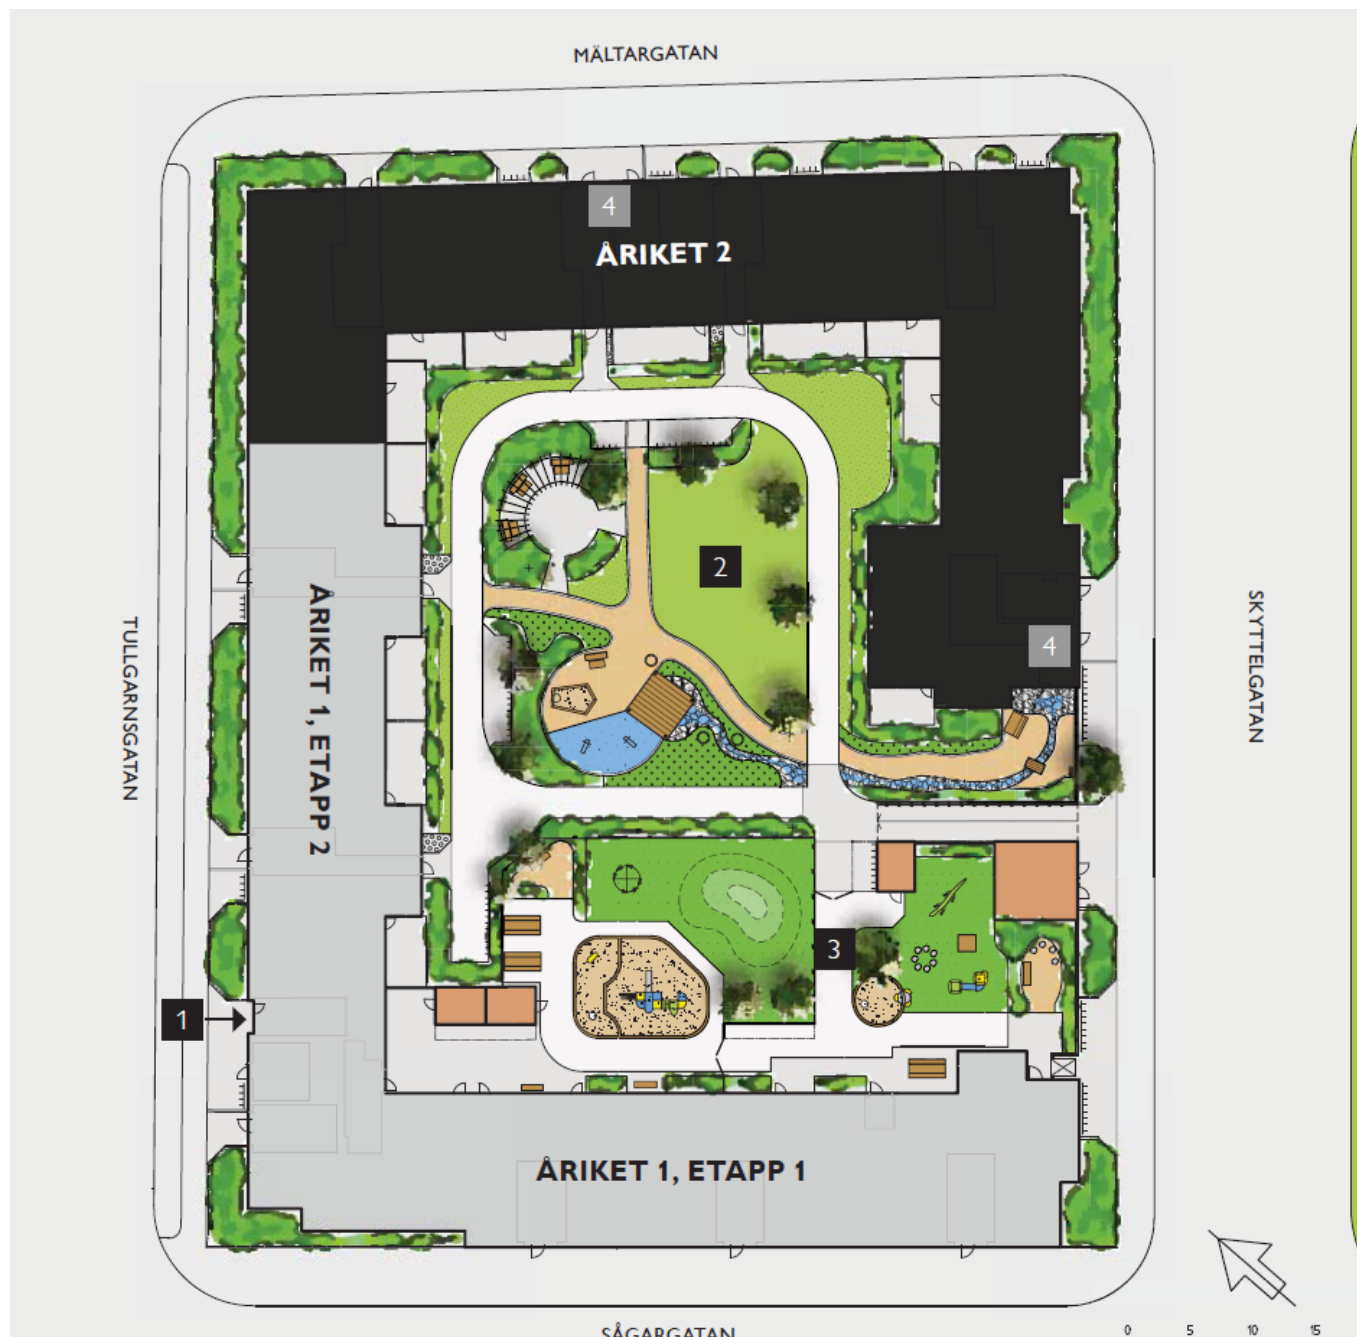 MÄLTARGATAN
4
ÅRIKET 2
2
ÅRIKET 1, ETAPP 2
TULLGARNSGATAN
4
SKYTTELGATAN
3
1
ÅRIKET 1, ETAPP 1
SÅGARGATAN
0 5 10 15